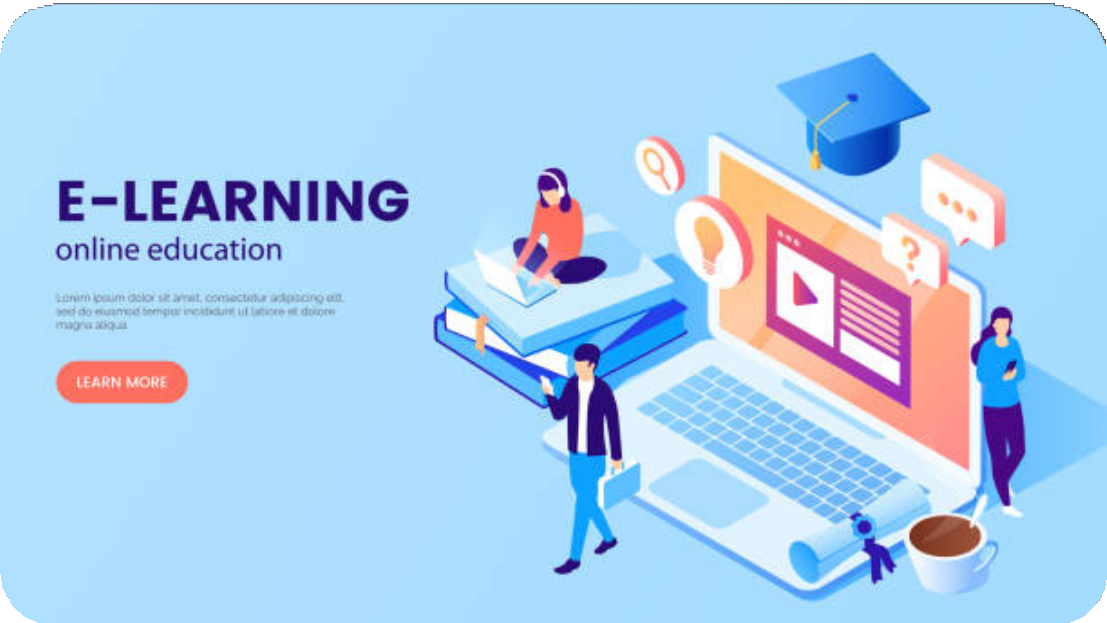 E-LEARNING
online education
Lorem ipsum dolor sit amet, consectetur adipiscing elit,
sed do eiusmod tempor incididunt ut labore et dolore
magna aliqua.
LEARN MORE
?